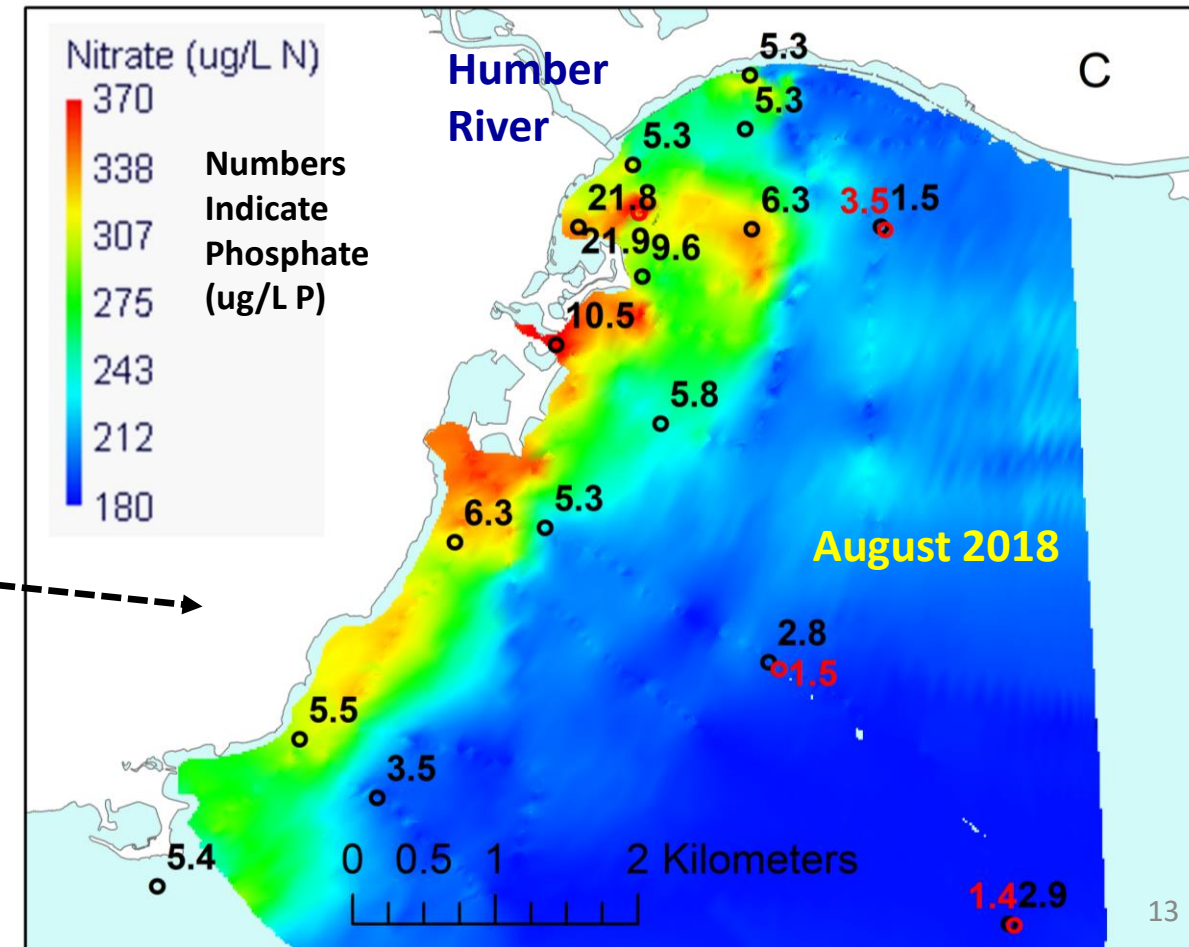 Nitrate (ug/L N)
370
338
307
275
243
212
180
Numbers
Indicate
Phosphate
(ug/L P)
Humber
River
C
5.3
5.3
5.3
21.8
6.3
3.5 1.5
21.9 9.6
10.5
5.8
6.3
5.3
August 2018
2.8
1.5
5.5
3.5
5.4
0 0.5 1 2 Kilometers
1.4 2.9
13